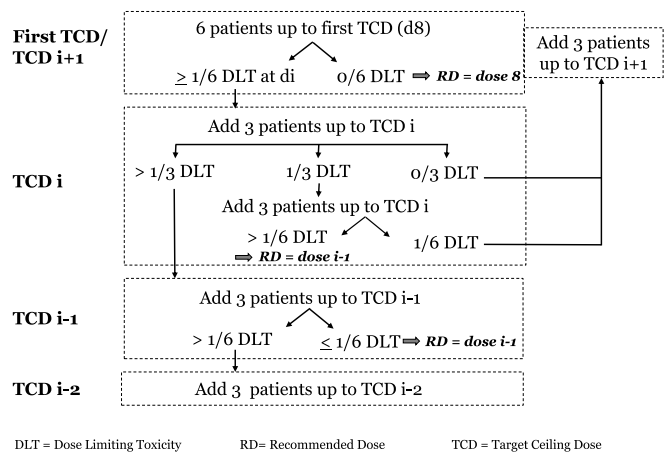 First TCD/
TCD i+1
6 patients up to first TCD (d8)
≥ 1/6 DLT at di
0/6 DLT ⇒ RD = dose 8
Add 3 patients
up to TCD i+1
TCD i
Add 3 patients up to TCD i
> 1/3 DLT
1/3 DLT
0/3 DLT
Add 3 patients up to TCD i
> 1/6 DLT
⇒ RD = dose i-1
1/6 DLT
TCD i-1
Add 3 patients up to TCD i-1
> 1/6 DLT
≤ 1/6 DLT ⇒ RD = dose i-1
TCD i-2
Add 3 patients up to TCD i-2
DLT = Dose Limiting Toxicity
RD= Recommended Dose
TCD = Target Ceiling Dose